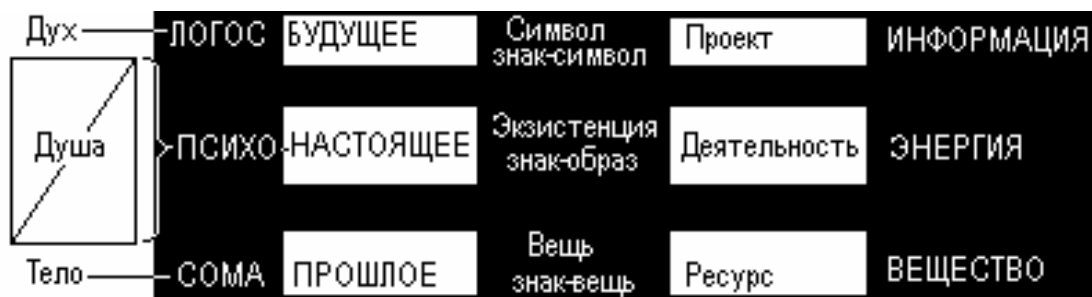 Дух ЛОГОС БУДУЩЕЕ Символ знак-символ Проект ИНФОРМАЦИЯ
Душа ПСИХО НАСТОЯЩЕЕ Экзистенция знак-образ Деятельность ЭНЕРГИЯ
Тело СОМА ПРОШЛОЕ Вещь знак-вещь Ресурс ВЕЩЕСТВО